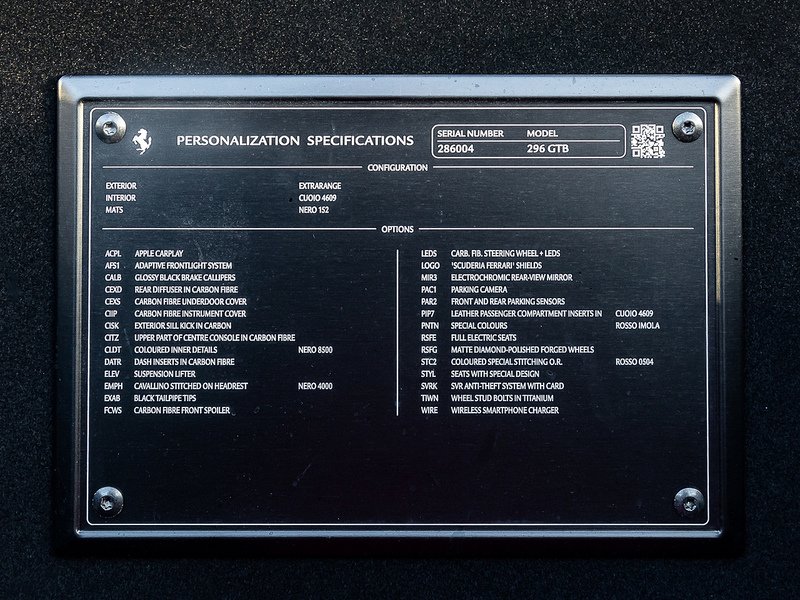 PERSONALIZATION SPECIFICATIONS
SERIAL NUMBER MODEL
286004 296 GTB
CONFIGURATION
EXTERIOR EXTRARANGE
INTERIOR CUOIO 4609
MATS NERO 152
OPTIONS
ACPL APPLE CARPLAY
AFS1 ADAPTIVE FRONTLIGHT SYSTEM
CALB GLOSSY BLACK BRAKE CALLIPERS
CEXD REAR DIFFUSER IN CARBON FIBRE
CEXS CARBON FIBRE UNDERDOOR COVER
CIIP CARBON FIBRE INSTRUMENT COVER
CISK EXTERIOR SILL KICK IN CARBON
CITZ UPPER PART OF CENTRE CONSOLE IN CARBON FIBRE
CLDT COLOURED INNER DETAILS NERO 8500
DATR DASH INSERTS IN CARBON FIBRE
ELEV SUSPENSION LIFTER
EMPH CAVALLINO STITCHED ON HEADREST NERO 4000
EXAB BLACK TAILPIPE TIPS
FCWS CARBON FIBRE FRONT SPOILER
LEDS CARB. FIB. STEERING WHEEL + LEDS
LOGO 'SCUDERIA FERRARI' SHIELDS
MIR3 ELECTROCHROMIC REAR-VIEW MIRROR
PAC1 PARKING CAMERA
PAR2 FRONT AND REAR PARKING SENSORS
PIP7 LEATHER PASSENGER COMPARTMENT INSERTS IN CUOIO 4609
PNTN SPECIAL COLOURS ROSSO IMOLA
RSFE FULL ELECTRIC SEATS
RSFG MATTE DIAMOND-POLISHED FORGED WHEELS
STC2 COLOURED SPECIAL STITCHING O.R. ROSSO 0504
STYL SEATS WITH SPECIAL DESIGN
SVRK SVR ANTI-THEFT SYSTEM WITH CARD
TIWN WHEEL STUD BOLTS IN TITANIUM
WIRE WIRELESS SMARTPHONE CHARGER